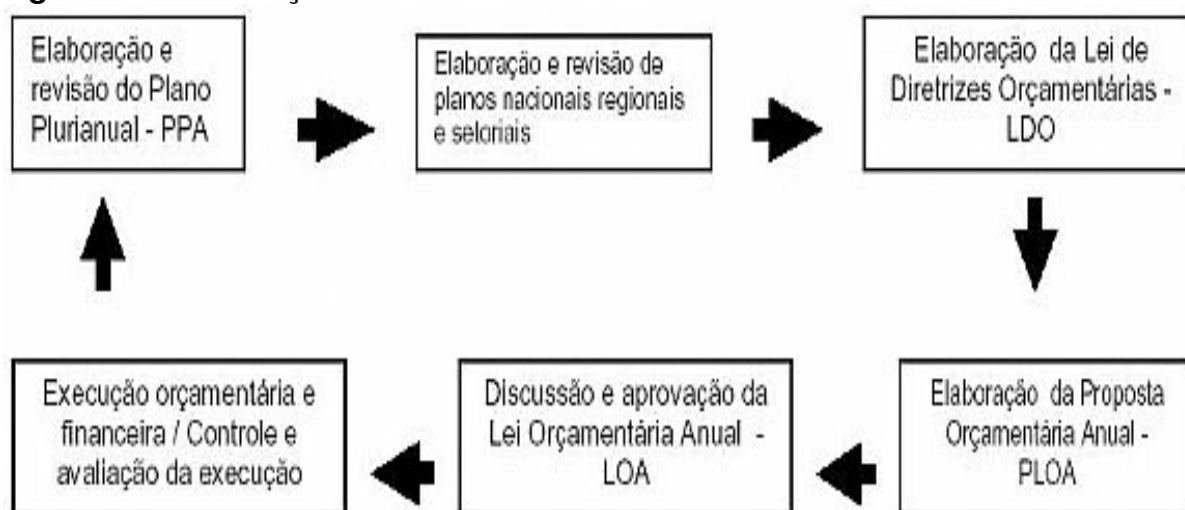 Elaboração e
revisão do Plano
Plurianual - PPA
Elaboração e revisão de
planos nacionais regionais
e setoriais
Elaboração da Lei de
Diretrizes Orçamentárias -
LDO
Execução orçamentária e
financeira / Controle e
avaliação da execução
Discussão e aprovação da
Lei Orçamentária Anual -
LOA
Elaboração da Proposta
Orçamentária Anual -
PLOA